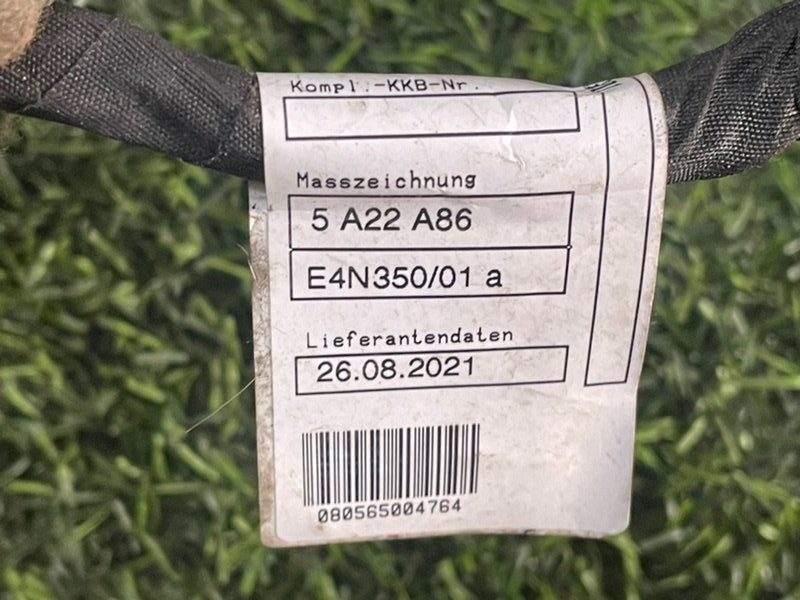 Kompl.-KKB-Nr.
Masszeichnung
5 A22 A86
E4N350/01 a
Lieferantendaten
26.08.2021
080565004764